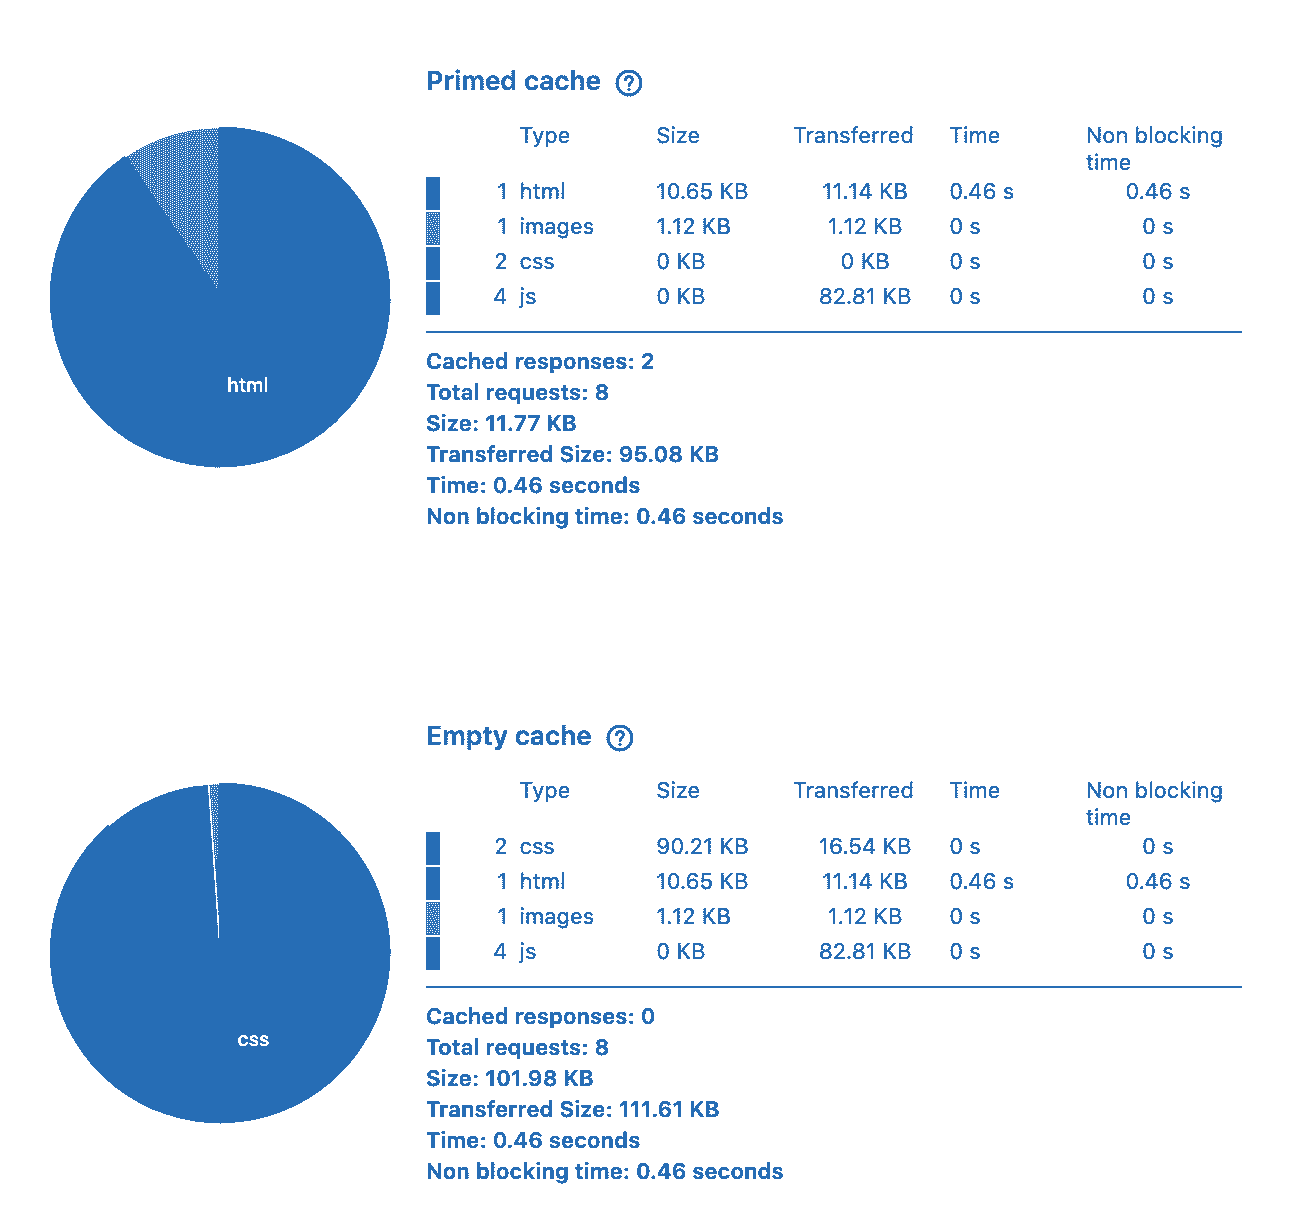 Primed cache ?
Type Size Transferred Time Non blocking time
1 html 10.65 KB 11.14 KB 0.46 s 0.46 s
1 images 1.12 KB 1.12 KB 0 s 0 s
2 css 0 KB 0 KB 0 s 0 s
4 js 0 KB 82.81 KB 0 s 0 s
html
Cached responses: 2
Total requests: 8
Size: 11.77 KB
Transferred Size: 95.08 KB
Time: 0.46 seconds
Non blocking time: 0.46 seconds
Empty cache ?
Type Size Transferred Time Non blocking time
2 css 90.21 KB 16.54 KB 0 s 0 s
1 html 10.65 KB 11.14 KB 0.46 s 0.46 s
1 images 1.12 KB 1.12 KB 0 s 0 s
4 js 0 KB 82.81 KB 0 s 0 s
css
Cached responses: 0
Total requests: 8
Size: 101.98 KB
Transferred Size: 111.61 KB
Time: 0.46 seconds
Non blocking time: 0.46 seconds